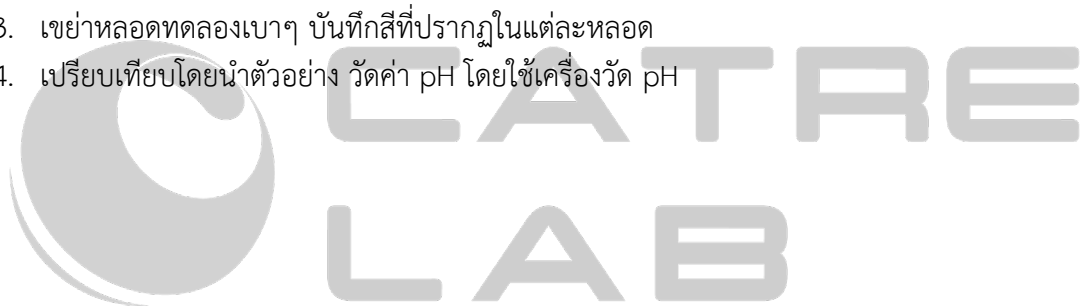 3. เขย่าหลอดทดลองเบาๆ บันทึกสีที่ปรากฏในแต่ละหลอด
4. เปรียบเทียบโดยนำตัวอย่าง วัดค่า pH โดยใช้เครื่องวัด pH
CATRE
LAB